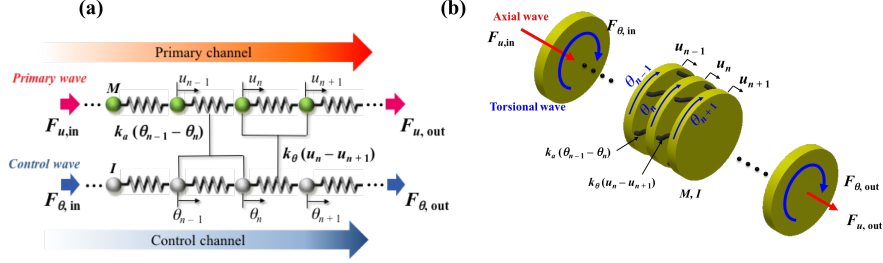 (a)
Primary channel
Primary wave
M
u_{n−1}
u_n
u_{n+1}
F_{u,in}
k_a (θ_{n−1} − θ_n)
F_{u, out}
Control wave
I
k_θ (u_n − u_{n+1})
F_{θ, in}
θ_{n−1}
θ_n
θ_{n+1}
F_{θ, out}
Control channel
(b)
Axial wave
F_{u,in}
F_{θ, in}
Torsional wave
θ_{n−1}
θ_n
θ_{n+1}
u_{n−1}
u_n
u_{n+1}
k_a (θ_{n−1} − θ_n)
k_θ (u_n − u_{n+1})
M, I
F_{θ, out}
F_{u, out}